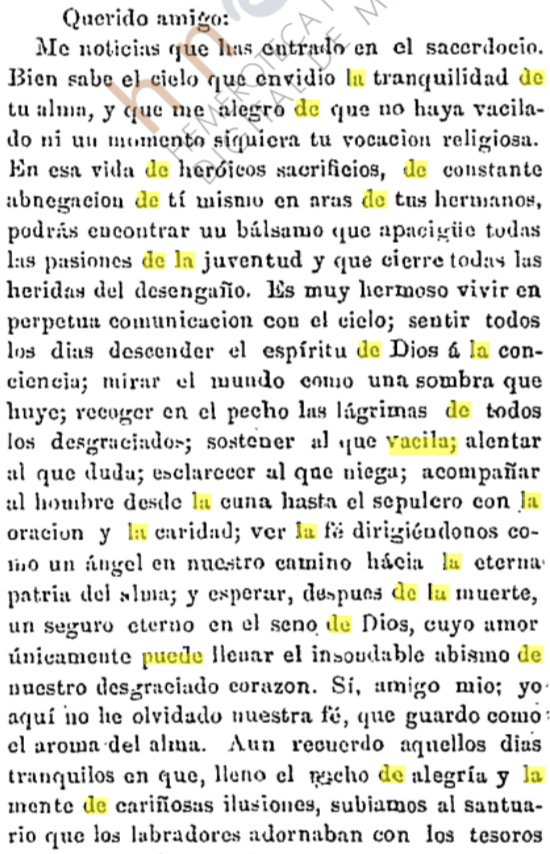 Querido amigo:
Me noticias que has entrado en el sacerdocio.
Bien sabe el cielo que envidio la tranquilidad de
tu alma, y que me alegro de que no haya vacila-
do ni un momento siquiera tu vocacion religiosa.
En esa vida de heróicos sacrificios, de constante
abnegacion de tí mismo en aras de tus hermanos,
podrás encontrar un bálsamo que apacigüe todas
las pasiones de la juventud y que cierre todas las
heridas del desengaño. Es muy hermoso vivir en
perpetua comunicacion con el cielo; sentir todos
los dias descender el espíritu de Dios á la con-
ciencia; mirar el mundo como una sombra que
huye; recoger en el pecho las lágrimas de todos
los desgraciados; sostener al que vacila; alentar
al que duda; esclarecer al que niega; acompañar
al hombre desde la cuna hasta el sepulcro con la
oracion y la caridad; ver la fé dirigiéndonos co-
mo un ángel en nuestro camino hácia la eterna
patria del alma; y esperar, despues de la muerte,
un seguro eterno en el seno de Dios, cuyo amor
únicamente puede llenar el insondable abismo de
nuestro desgraciado corazon. Sí, amigo mio; yo
aquí no he olvidado nuestra fé, que guardo como
el aroma del alma. Aun recuerdo aquellos dias
tranquilos en que, lleno el pecho de alegría y la
mente de cariñosas ilusiones, subiamos al santua-
rio que los labradores adornaban con los tesoros